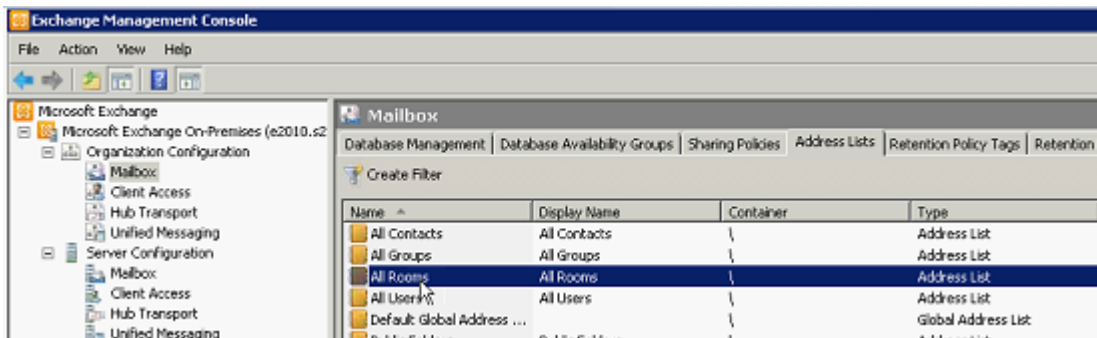 Exchange Management Console
File Action View Help
Microsoft Exchange
Microsoft Exchange On-Premises (e2010.s2
Organization Configuration
Mailbox
Client Access
Hub Transport
Unified Messaging
Server Configuration
Mailbox
Client Access
Hub Transport
Unified Messaging
Mailbox
Database Management Database Availability Groups Sharing Policies Address Lists Retention Policy Tags Retention
Create Filter
Name Display Name Container Type
All Contacts All Contacts \ Address List
All Groups All Groups \ Address List
All Rooms All Rooms \ Address List
All Users All Users \ Address List
Default Global Address ... \ Global Address List